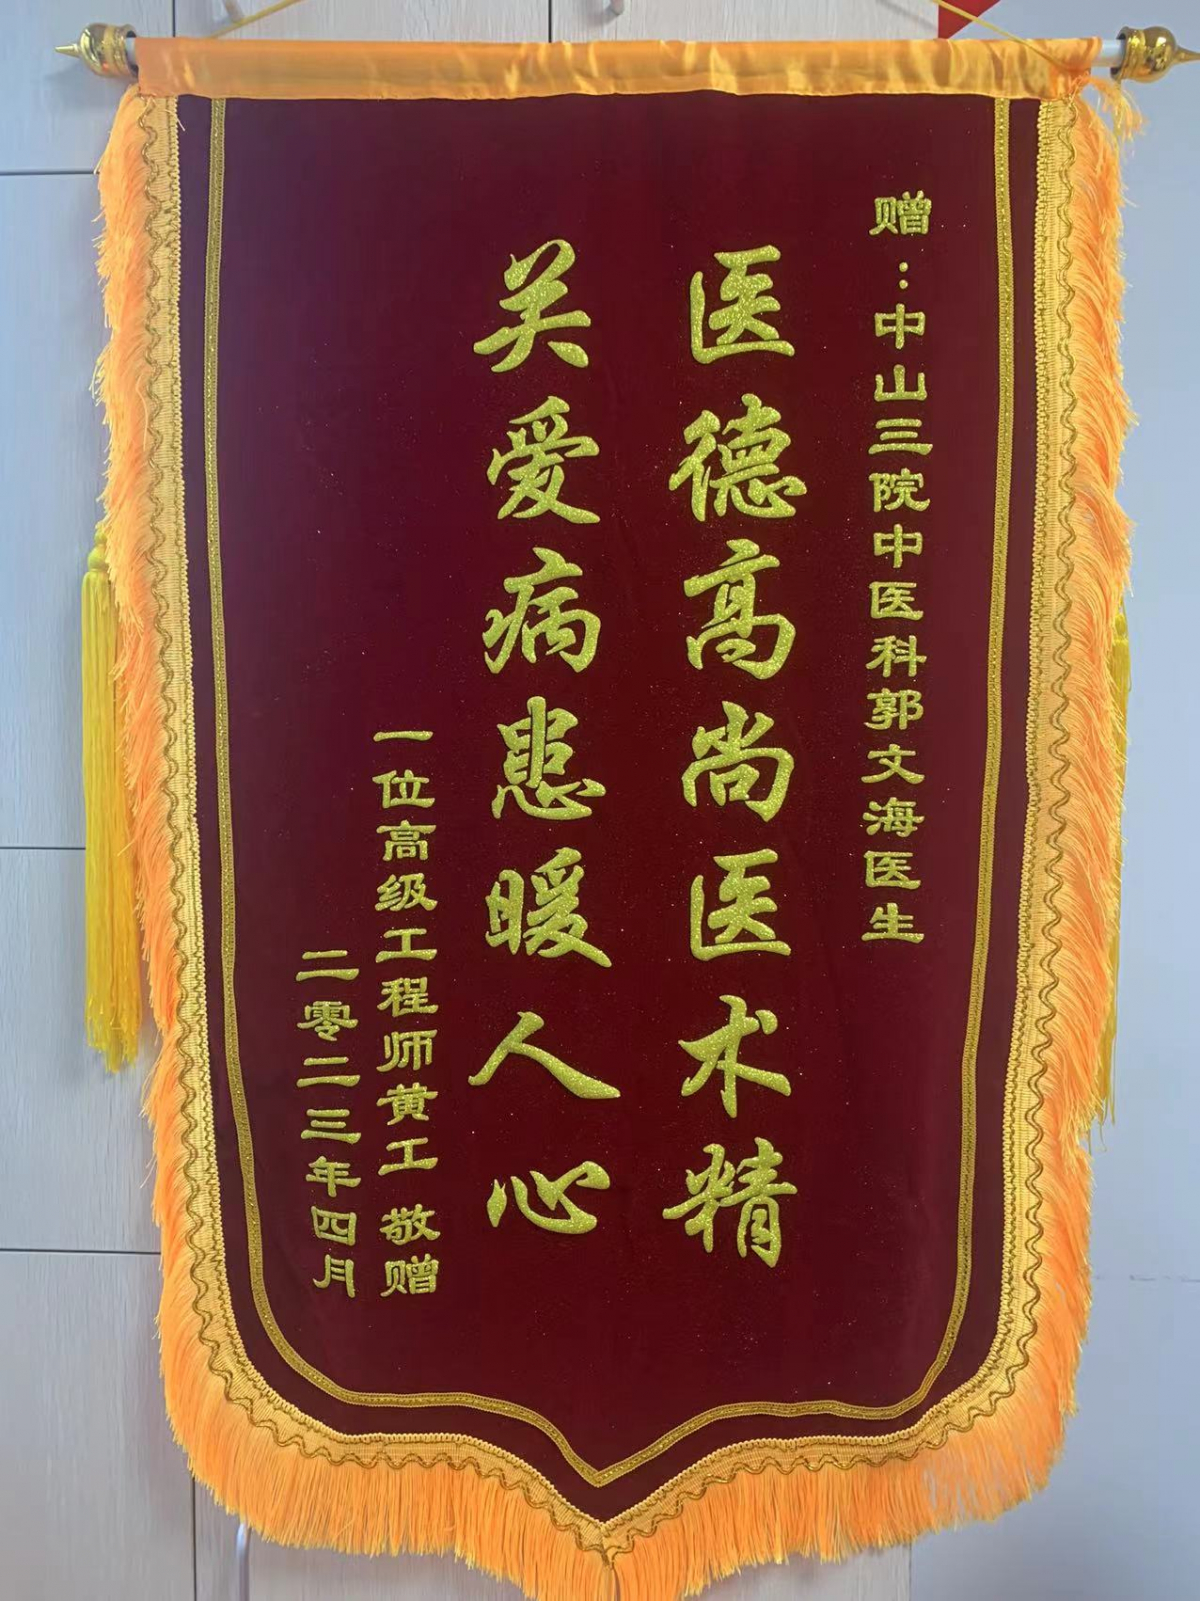 赠：中山三院中医科郭文海医生
医德高尚医术精
关爱病患暖人心
一位高级工程师黄工 敬赠
二零二三年四月